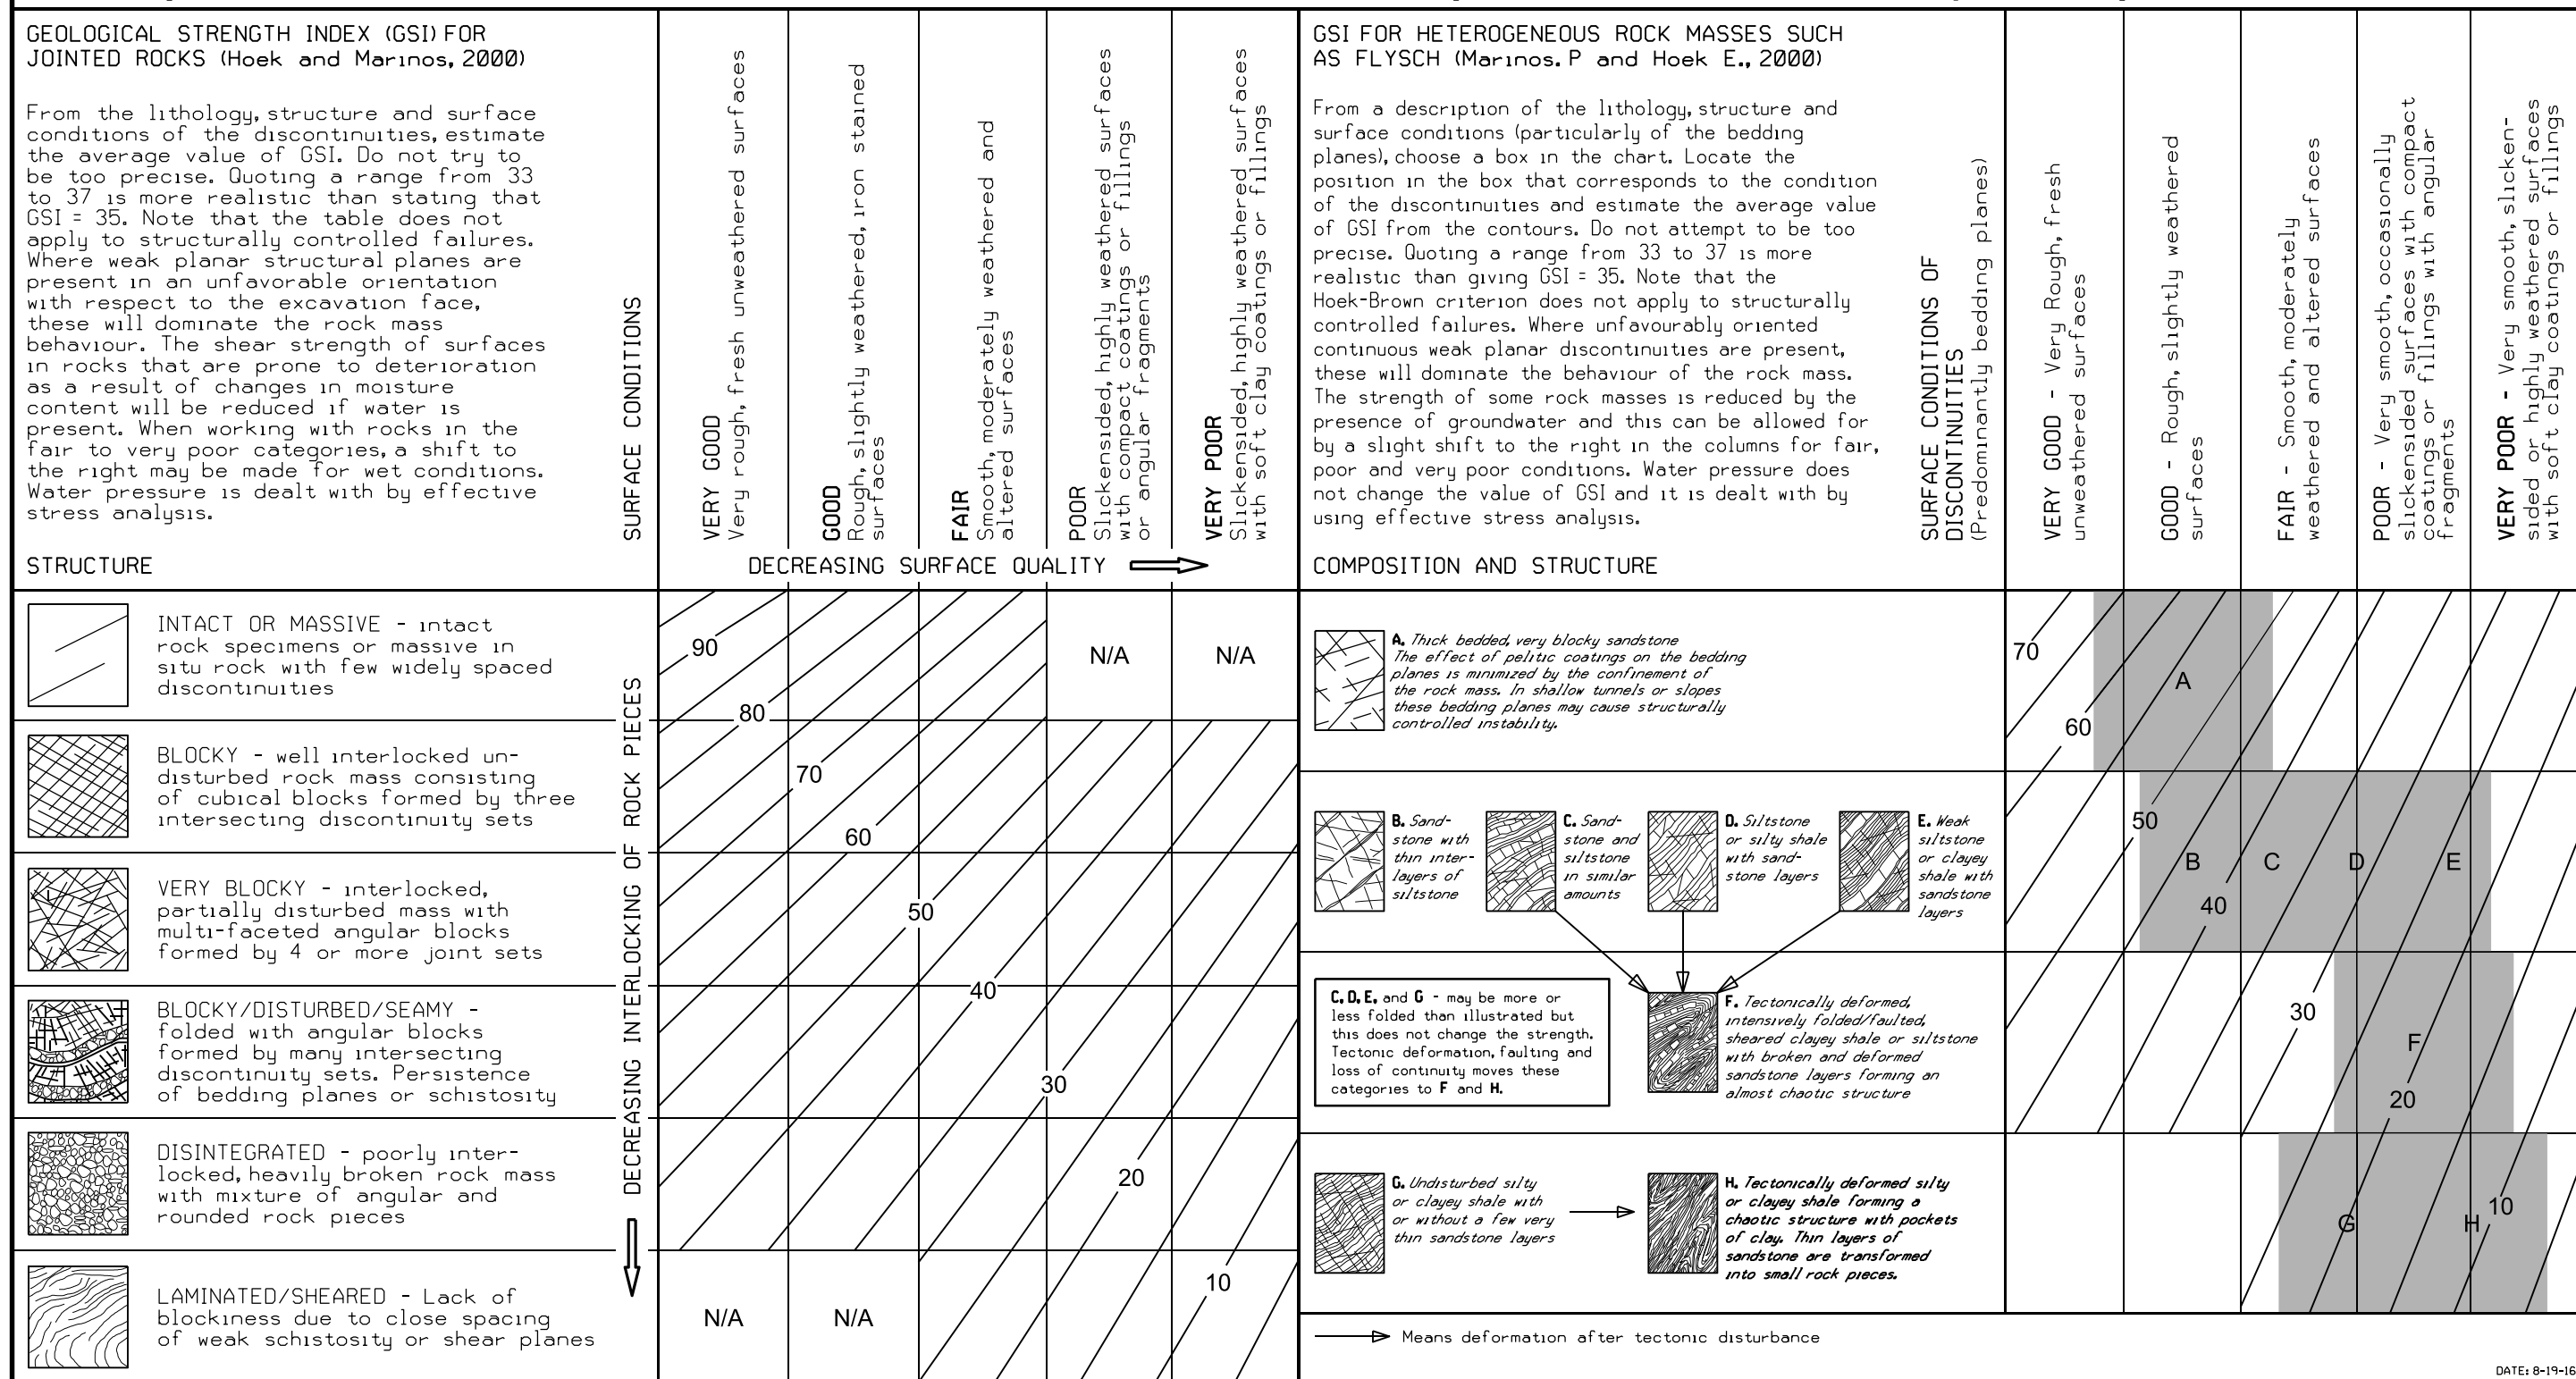 GEOLOGICAL STRENGTH INDEX (GSI) FOR
JOINTED ROCKS (Hoek and Marinos, 2000)
From the lithology, structure and surface
conditions of the discontinuities, estimate
the average value of GSI. Do not try to
be too precise. Quoting a range from 33
to 37 is more realistic than stating that
GSI = 35. Note that the table does not
apply to structurally controlled failures.
Where weak planar structural planes are
present in an unfavorable orientation
with respect to the excavation face,
these will dominate the rock mass
behaviour. The shear strength of surfaces
in rocks that are prone to deterioration
as a result of changes in moisture
content will be reduced if water is
present. When working with rocks in the
fair to very poor categories, a shift to
the right may be made for wet conditions.
Water pressure is dealt with by effective
stress analysis.
STRUCTURE
SURFACE CONDITIONS
VERY GOOD
Very rough, fresh unweathered surfaces
GOOD
Rough, slightly weathered, iron stained
surfaces
FAIR
Smooth, moderately weathered and
altered surfaces
POOR
Slickensided, highly weathered surfaces
with compact coatings or fillings
or angular fragments
VERY POOR
Slickensided, highly weathered surfaces
with soft clay coatings or fillings
DECREASING SURFACE QUALITY
DECREASING INTERLOCKING OF ROCK PIECES
INTACT OR MASSIVE - intact
rock specimens or massive in
situ rock with few widely spaced
discontinuities
BLOCKY - well interlocked un-
disturbed rock mass consisting
of cubical blocks formed by three
intersecting discontinuity sets
VERY BLOCKY - interlocked,
partially disturbed mass with
multi-faceted angular blocks
formed by 4 or more joint sets
BLOCKY/DISTURBED/SEAMY -
folded with angular blocks
formed by many intersecting
discontinuity sets. Persistence
of bedding planes or schistosity
DISINTEGRATED - poorly inter-
locked, heavily broken rock mass
with mixture of angular and
rounded rock pieces
LAMINATED/SHEARED - Lack of
blockiness due to close spacing
of weak schistosity or shear planes
90
80
70
60
50
40
30
20
10
N/A
N/A
N/A
N/A
GSI FOR HETEROGENEOUS ROCK MASSES SUCH
AS FLYSCH (Marinos. P and Hoek E., 2000)
From a description of the lithology, structure and
surface conditions (particularly of the bedding
planes), choose a box in the chart. Locate the
position in the box that corresponds to the condition
of the discontinuities and estimate the average value
of GSI from the contours. Do not attempt to be too
precise. Quoting a range from 33 to 37 is more
realistic than giving GSI = 35. Note that the
Hoek-Brown criterion does not apply to structurally
controlled failures. Where unfavourably oriented
continuous weak planar discontinuities are present,
these will dominate the behaviour of the rock mass.
The strength of some rock masses is reduced by the
presence of groundwater and this can be allowed for
by a slight shift to the right in the columns for fair,
poor and very poor conditions. Water pressure does
not change the value of GSI and it is dealt with by
using effective stress analysis.
COMPOSITION AND STRUCTURE
SURFACE CONDITIONS OF
DISCONTINUITIES
(Predominantly bedding planes)
VERY GOOD - Very Rough, fresh
unweathered surfaces
GOOD - Rough, slightly weathered
surfaces
FAIR - Smooth, moderately
weathered and altered surfaces
POOR - Very smooth, occasionally
slickensided surfaces with compact
coatings or fillings with angular
fragments
VERY POOR - Very smooth, slicken-
sided or highly weathered surfaces
with soft clay coatings or fillings
A. Thick bedded, very blocky sandstone
The effect of pelitic coatings on the bedding
planes is minimized by the confinement of
the rock mass. In shallow tunnels or slopes
these bedding planes may cause structurally
controlled instability.
B. Sand-
stone with
thin inter-
layers of
siltstone
C. Sand-
stone and
siltstone
in similar
amounts
D. Siltstone
or silty shale
with sand-
stone layers
E. Weak
siltstone
or clayey
shale with
sandstone
layers
C, D, E, and G - may be more or
less folded than illustrated but
this does not change the strength.
Tectonic deformation, faulting and
loss of continuity moves these
categories to F and H.
F. Tectonically deformed,
intensively folded/faulted,
sheared clayey shale or siltstone
with broken and deformed
sandstone layers forming an
almost chaotic structure
G. Undisturbed silty
or clayey shale with
or without a few very
thin sandstone layers
H. Tectonically deformed silty
or clayey shale forming a
chaotic structure with pockets
of clay. Thin layers of
sandstone are transformed
into small rock pieces.
70
60
A
50
B
C
D
E
40
30
F
20
G
H
10
Means deformation after tectonic disturbance
DATE: 8-19-16